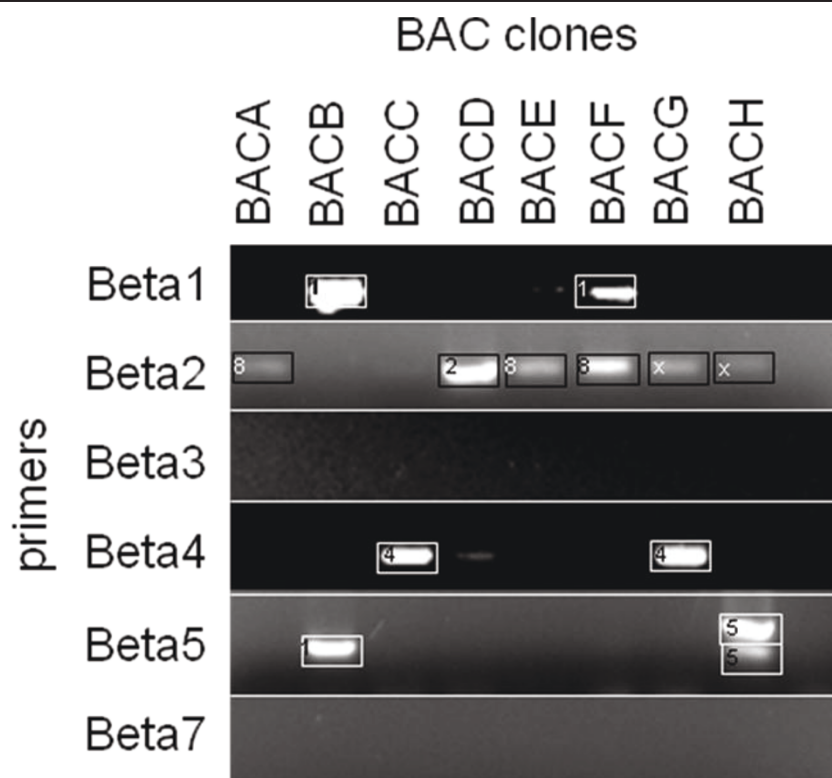 BAC clones
BACA BACB BACC BACD BACE BACF BACG BACH
primers
Beta1 1 1
Beta2 8 2 8 8 x x
Beta3
Beta4 4 4
Beta5 1 5
5
Beta7